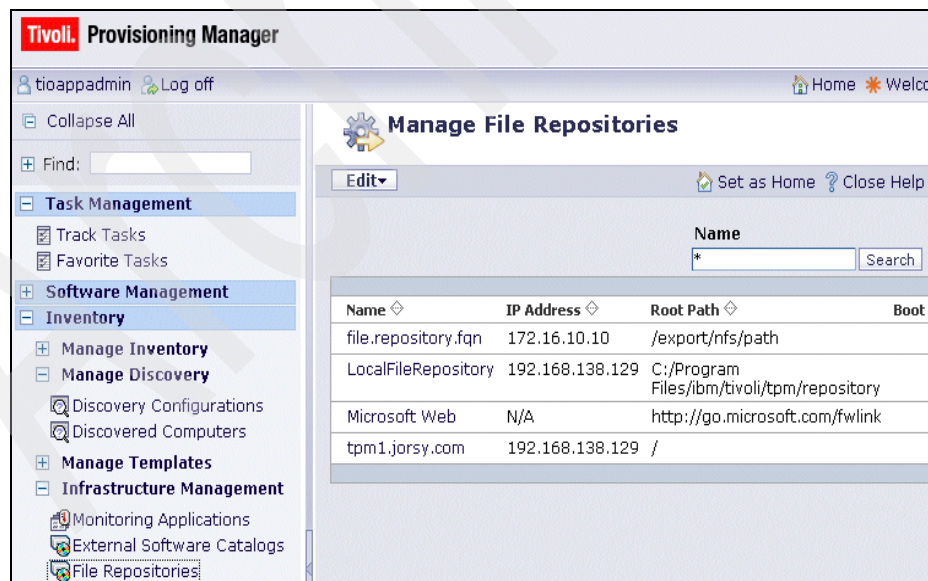 Tivoli. Provisioning Manager
tioappadmin Log off
Home Welco
Collapse All
Find:
Task Management
Track Tasks
Favorite Tasks
Software Management
Inventory
Manage Inventory
Manage Discovery
Discovery Configurations
Discovered Computers
Manage Templates
Infrastructure Management
Monitoring Applications
External Software Catalogs
File Repositories
Manage File Repositories
Edit
Set as Home ? Close Help
Name
* Search
Name IP Address Root Path Boot
file.repository.fqn 172.16.10.10 /export/nfs/path
LocalFileRepository 192.168.138.129 C:/Program
Files/ibm/tivoli/tpm/repository
Microsoft Web N/A http://go.microsoft.com/fwlink
tpm1.jorsy.com 192.168.138.129 /